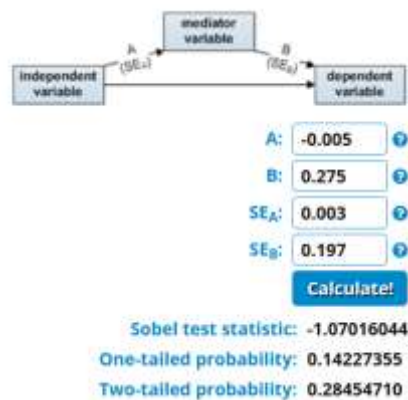 mediator
variable
A
(SEA)
B
(SEB)
independent
variable
dependent
variable
A: -0.005 ?
B: 0.275 ?
SEA: 0.003 ?
SEB: 0.197 ?
Calculate!
Sobel test statistic: -1.07016044
One-tailed probability: 0.14227355
Two-tailed probability: 0.28454710